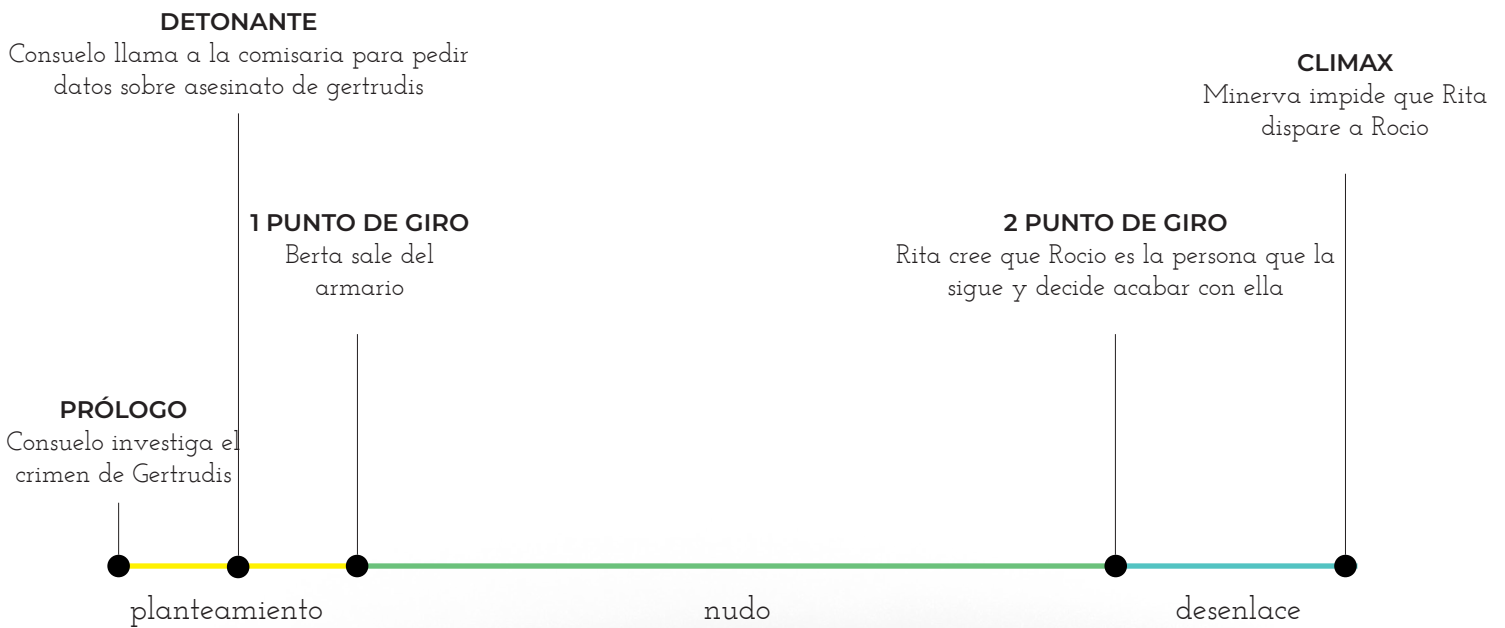 DETONANTE
Consuelo llama a la comisaria para pedir
datos sobre asesinato de gertrudis
CLIMAX
Minerva impide que Rita
dispare a Rocio
1 PUNTO DE GIRO
Berta sale del
armario
2 PUNTO DE GIRO
Rita cree que Rocio es la persona que la
sigue y decide acabar con ella
PRÓLOGO
Consuelo investiga el
crimen de Gertrudis
planteamiento
nudo
desenlace